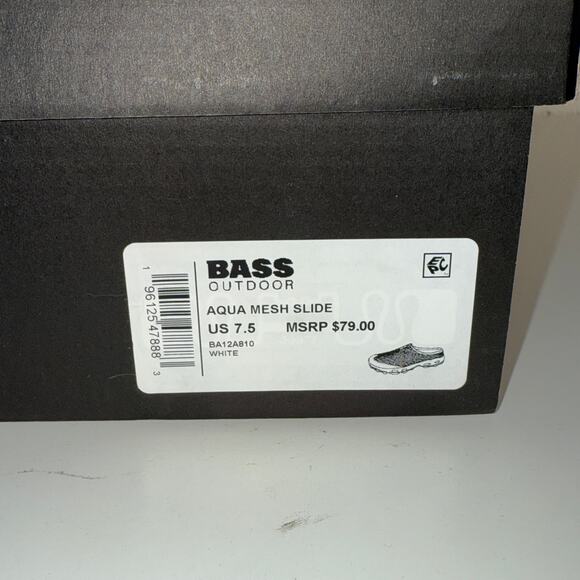 BASS
OUTDOOR
AQUA MESH SLIDE
US 7.5 MSRP $79.00
BA12A810
WHITE
1 96125 47888 3